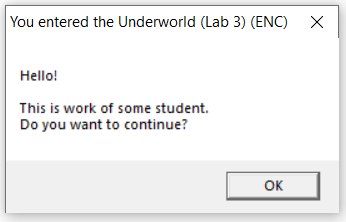 You entered the Underworld (Lab 3) (ENC)
Hello!
This is work of some student.
Do you want to continue?
OK